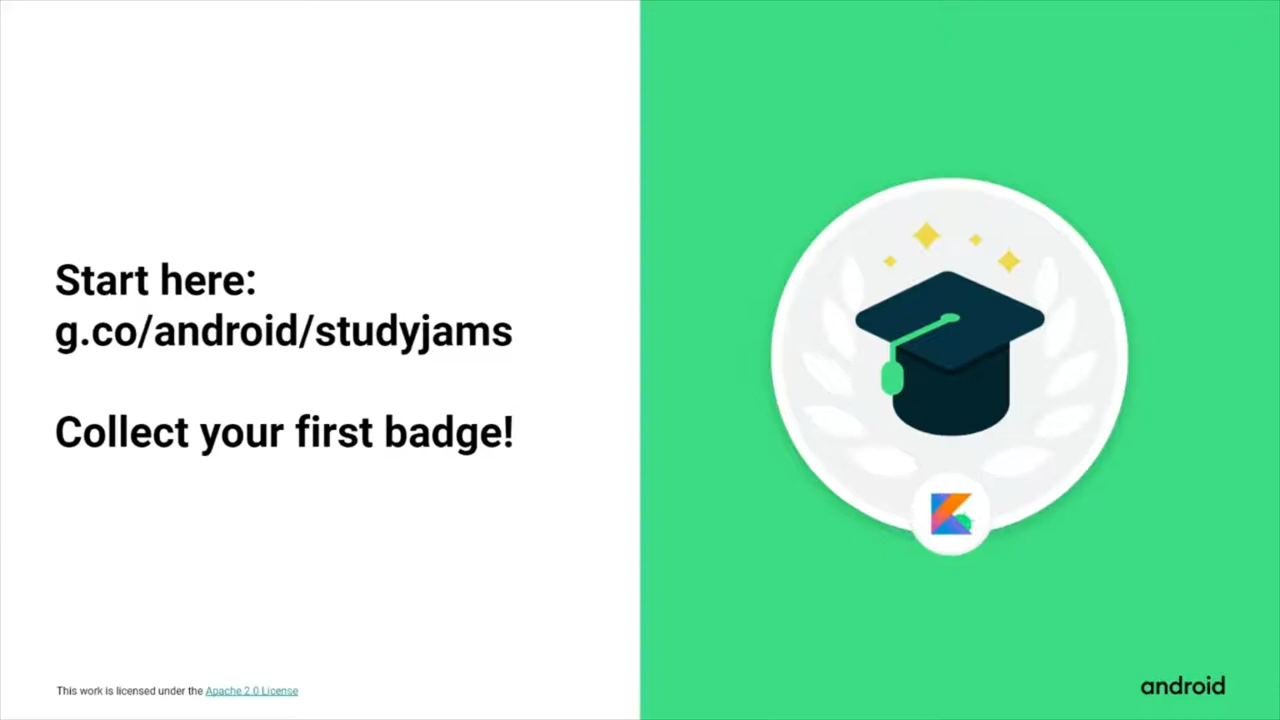 Start here:
g.co/android/studyjams
Collect your first badge!
This work is licensed under the Apache 2.0 License
android